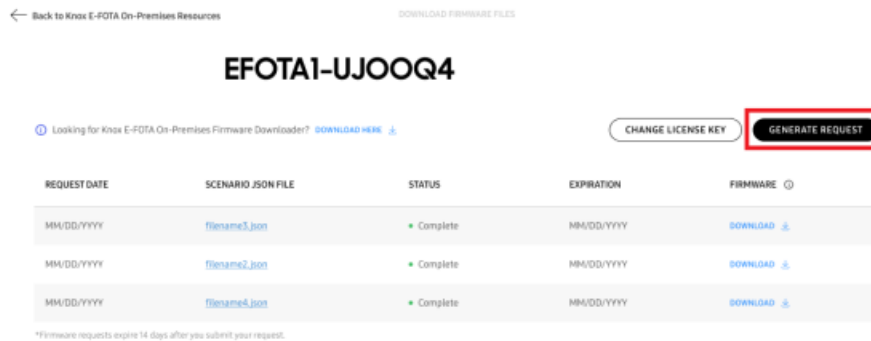 Back to Knox E-FOTA On-Premises Resources
DOWNLOAD FIRMWARE FILES
EFOTA1-UJOOQ4
Looking for Knox E-FOTA On-Premises Firmware Downloader? DOWNLOAD HERE
CHANGE LICENSE KEY
GENERATE REQUEST
REQUEST DATE SCENARIO JSON FILE STATUS EXPIRATION FIRMWARE
MM/DD/YYYY filename3.json Complete MM/DD/YYYY DOWNLOAD
MM/DD/YYYY filename2.json Complete MM/DD/YYYY DOWNLOAD
MM/DD/YYYY filename4.json Complete MM/DD/YYYY DOWNLOAD
*Firmware requests expire 14 days after you submit your request.